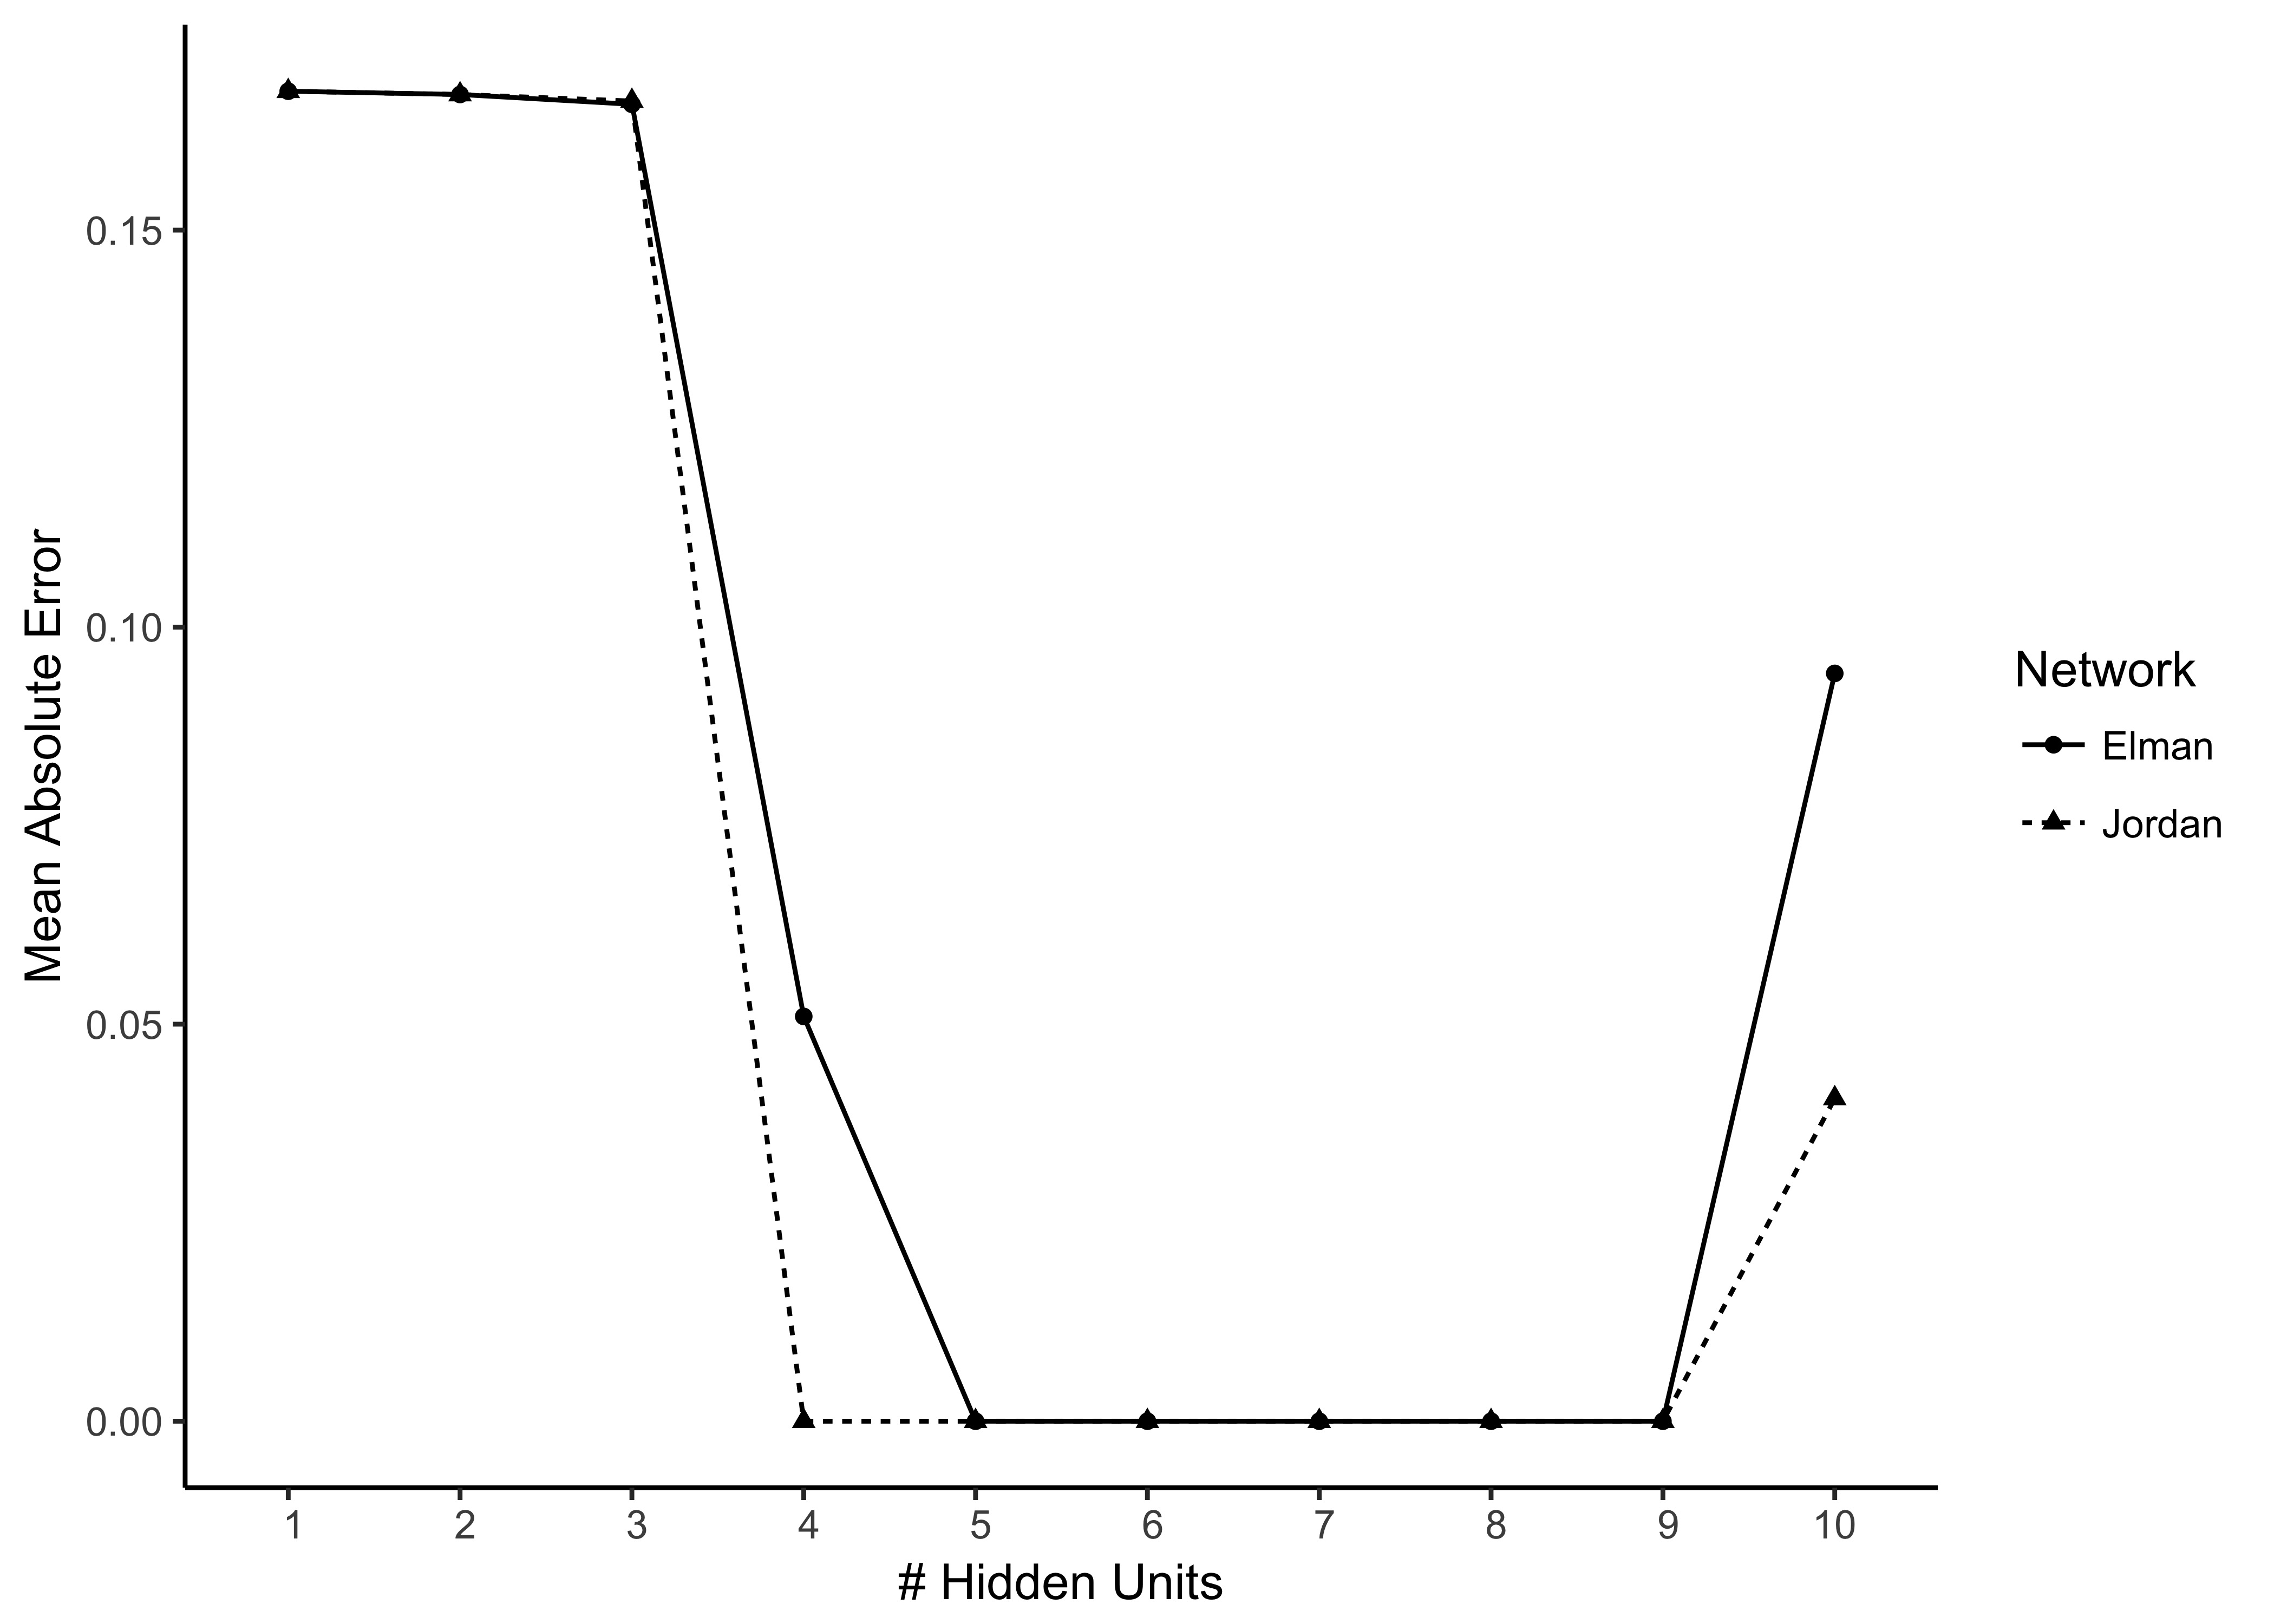 0.15
0.10
0.05
0.00
Mean Absolute Error
1 2 3 4 5 6 7 8 9 10
# Hidden Units
Network
Elman
Jordan